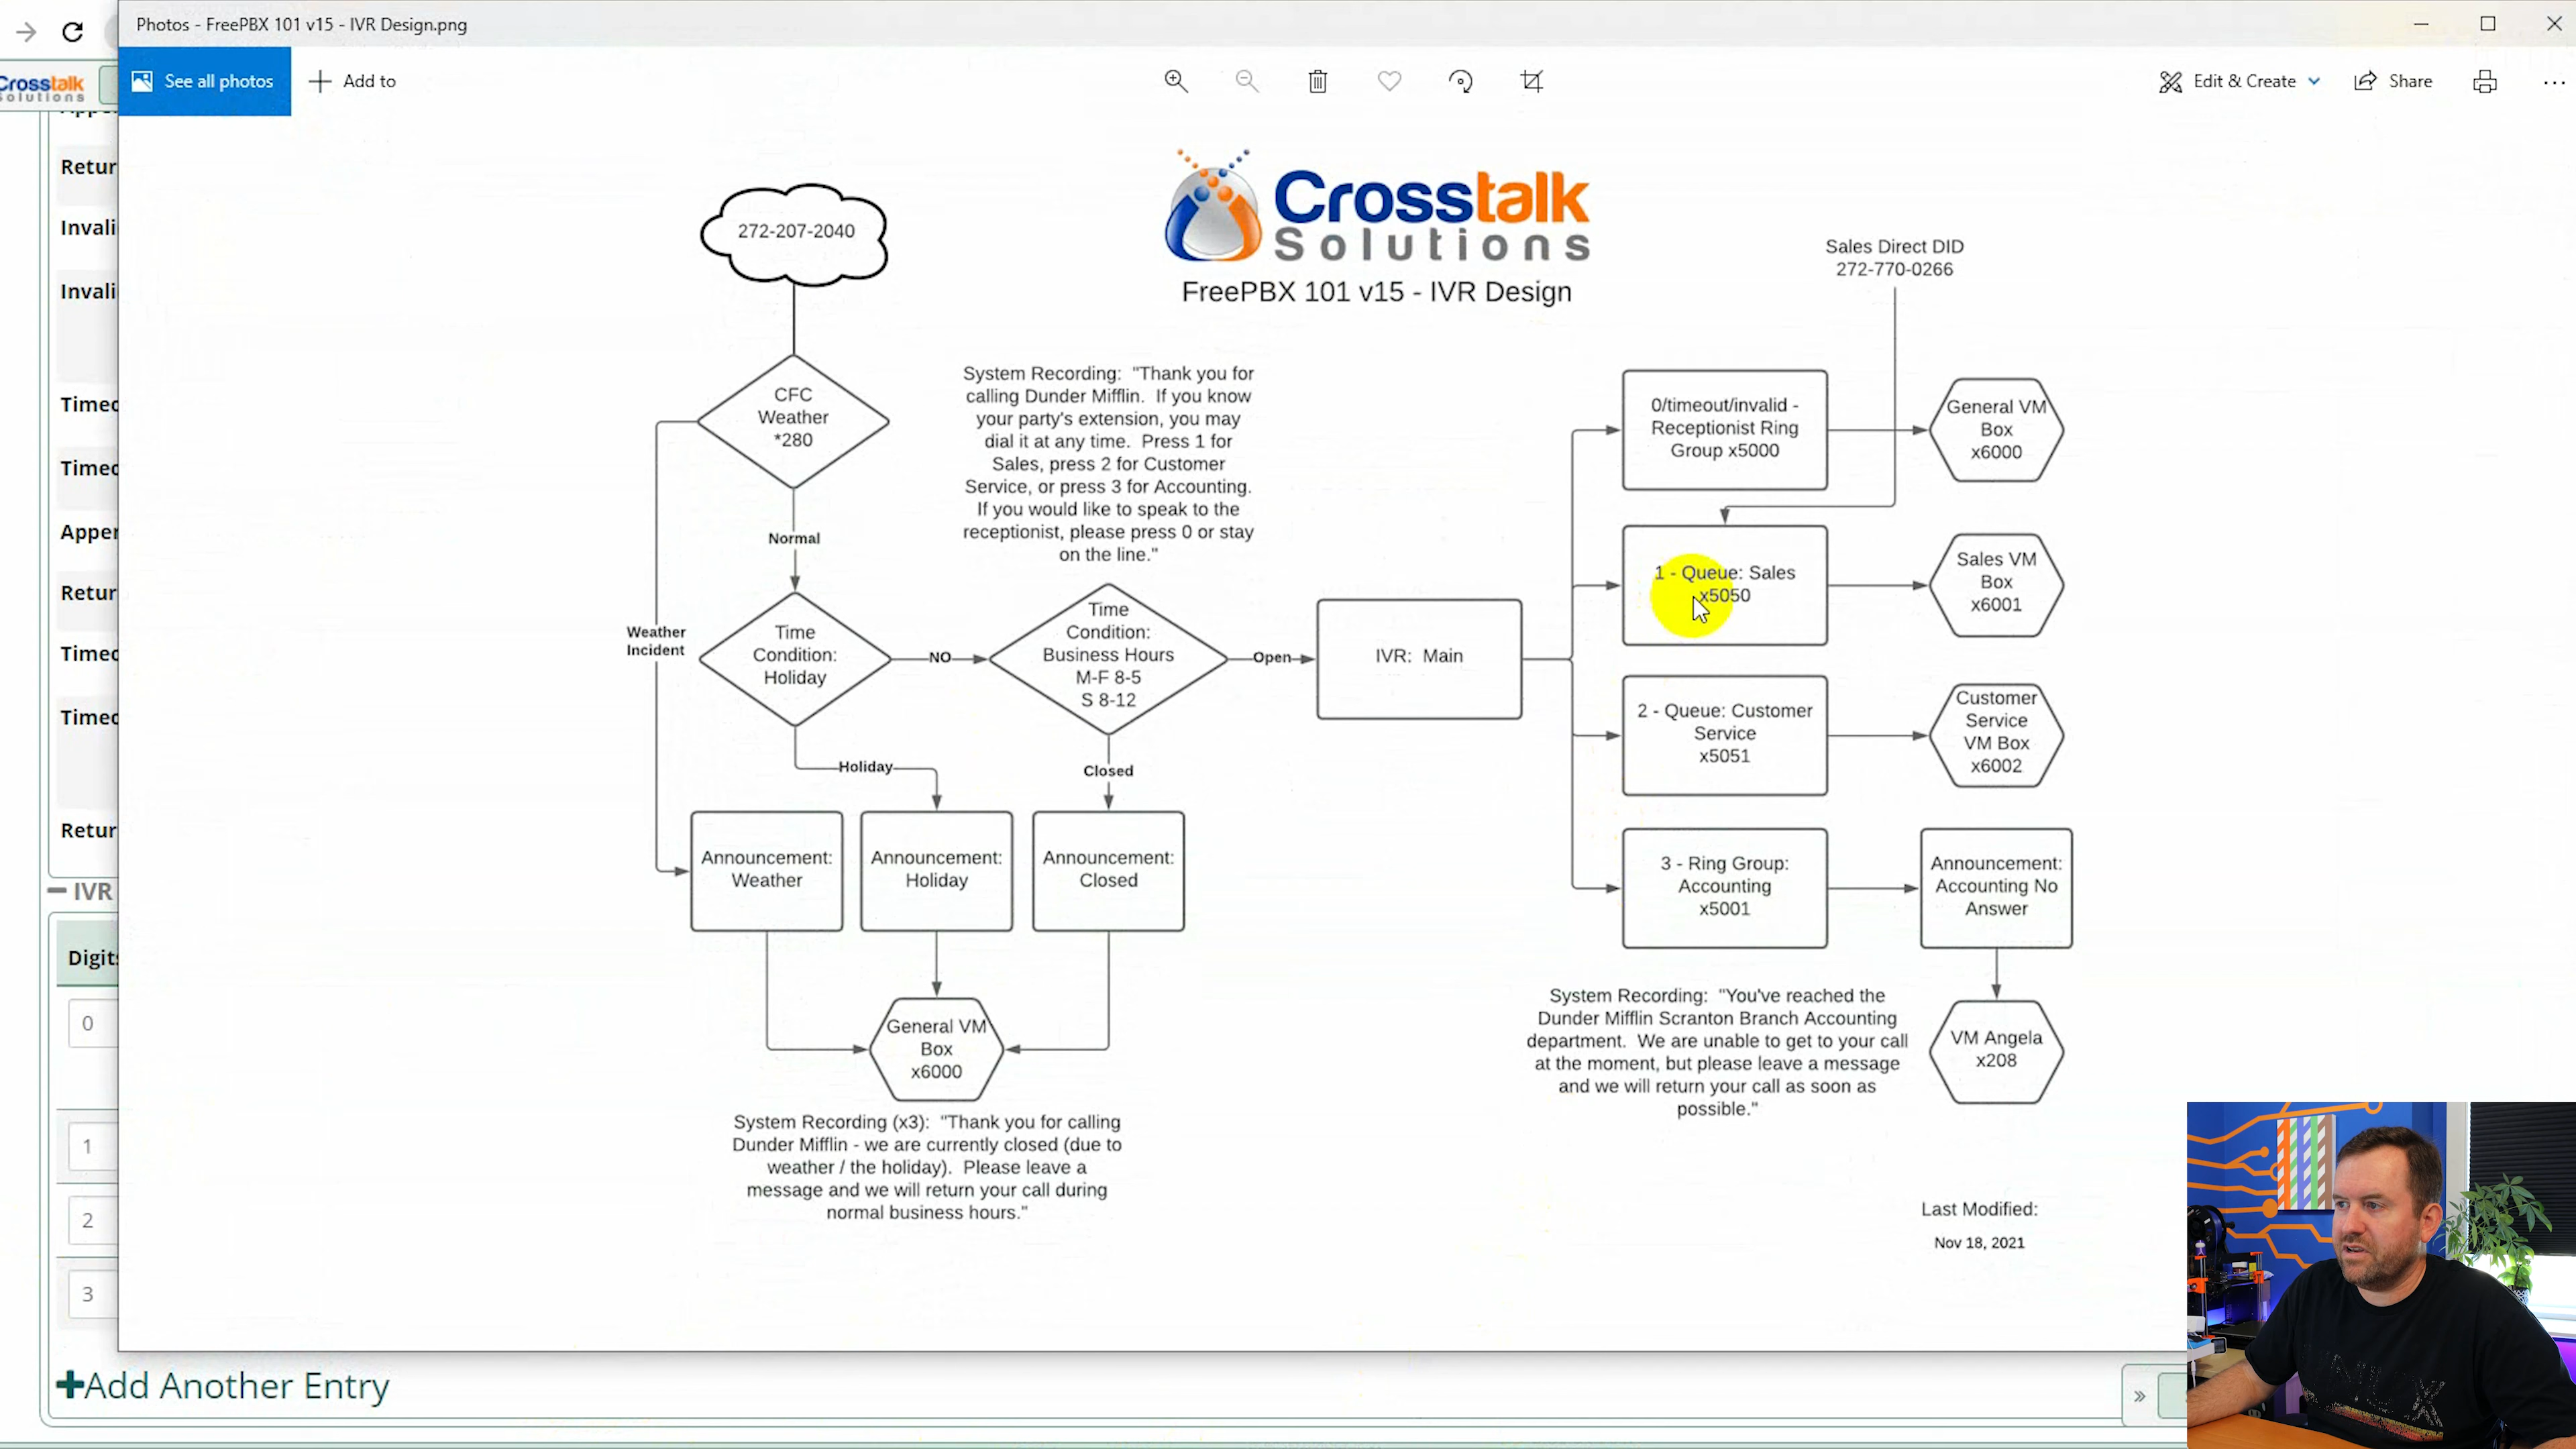 Photos - FreePBX 101 v15 - IVR Design.png
See all photos
Add to
Edit & Create
Share
Crosstalk
Solutions
Retur
Invali
Invali
Timec
Timec
Apper
Retur
Timec
Timec
Retur
IVR
Digits
0
1
2
3
Add Another Entry
Crosstalk
Solutions
FreePBX 101 v15 - IVR Design
272-207-2040
CFC
Weather
*280
Normal
Weather
Incident
Time
Condition:
Holiday
NO
Holiday
System Recording: "Thank you for
calling Dunder Mifflin. If you know
your party's extension, you may
dial it at any time. Press 1 for
Sales, press 2 for Customer
Service, or press 3 for Accounting.
If you would like to speak to the
receptionist, please press 0 or stay
on the line."
Time
Condition:
Business Hours
M-F 8-5
S 8-12
Open
Closed
Announcement:
Weather
Announcement:
Holiday
Announcement:
Closed
General VM
Box
x6000
System Recording (x3): "Thank you for calling
Dunder Mifflin - we are currently closed (due to
weather / the holiday). Please leave a
message and we will return your call during
normal business hours."
IVR: Main
Sales Direct DID
272-770-0266
0/timeout/invalid -
Receptionist Ring
Group x5000
General VM
Box
x6000
1 - Queue: Sales
x5050
Sales VM
Box
x6001
2 - Queue: Customer
Service
x5051
Customer
Service
VM Box
x6002
3 - Ring Group:
Accounting
x5001
Announcement:
Accounting No
Answer
System Recording: "You've reached the
Dunder Mifflin Scranton Branch Accounting
department. We are unable to get to your call
at the moment, but please leave a message
and we will return your call as soon as
possible."
VM Angela
x208
Last Modified:
Nov 18, 2021